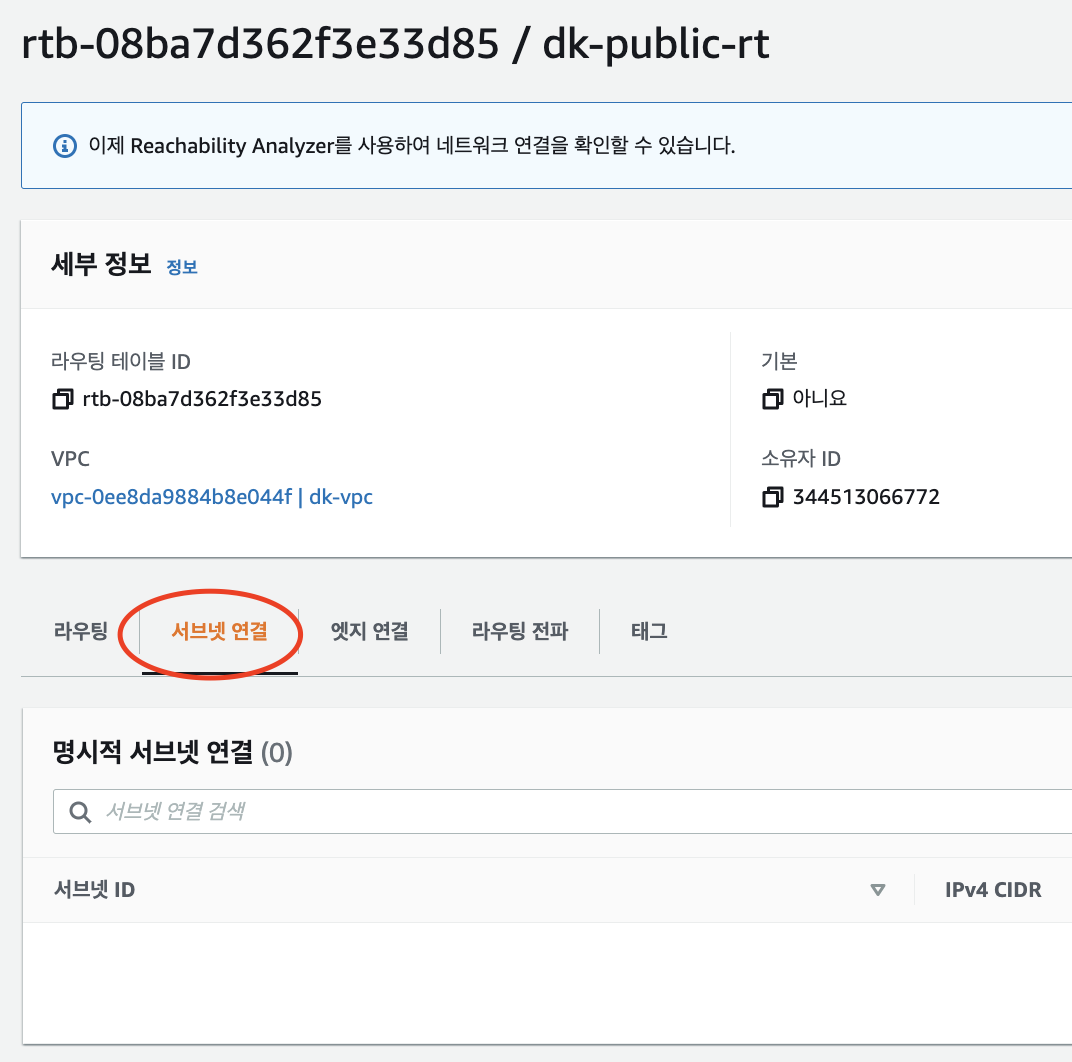 rtb-08ba7d362f3e33d85 / dk-public-rt
이제 Reachability Analyzer를 사용하여 네트워크 연결을 확인할 수 있습니다.
세부 정보 정보
라우팅 테이블 ID
rtb-08ba7d362f3e33d85
기본
아니요
VPC
vpc-0ee8da9884b8e044f | dk-vpc
소유자 ID
344513066772
라우팅 서브넷 연결 엣지 연결 라우팅 전파 태그
명시적 서브넷 연결 (0)
서브넷 연결 검색
서브넷 ID IPv4 CIDR